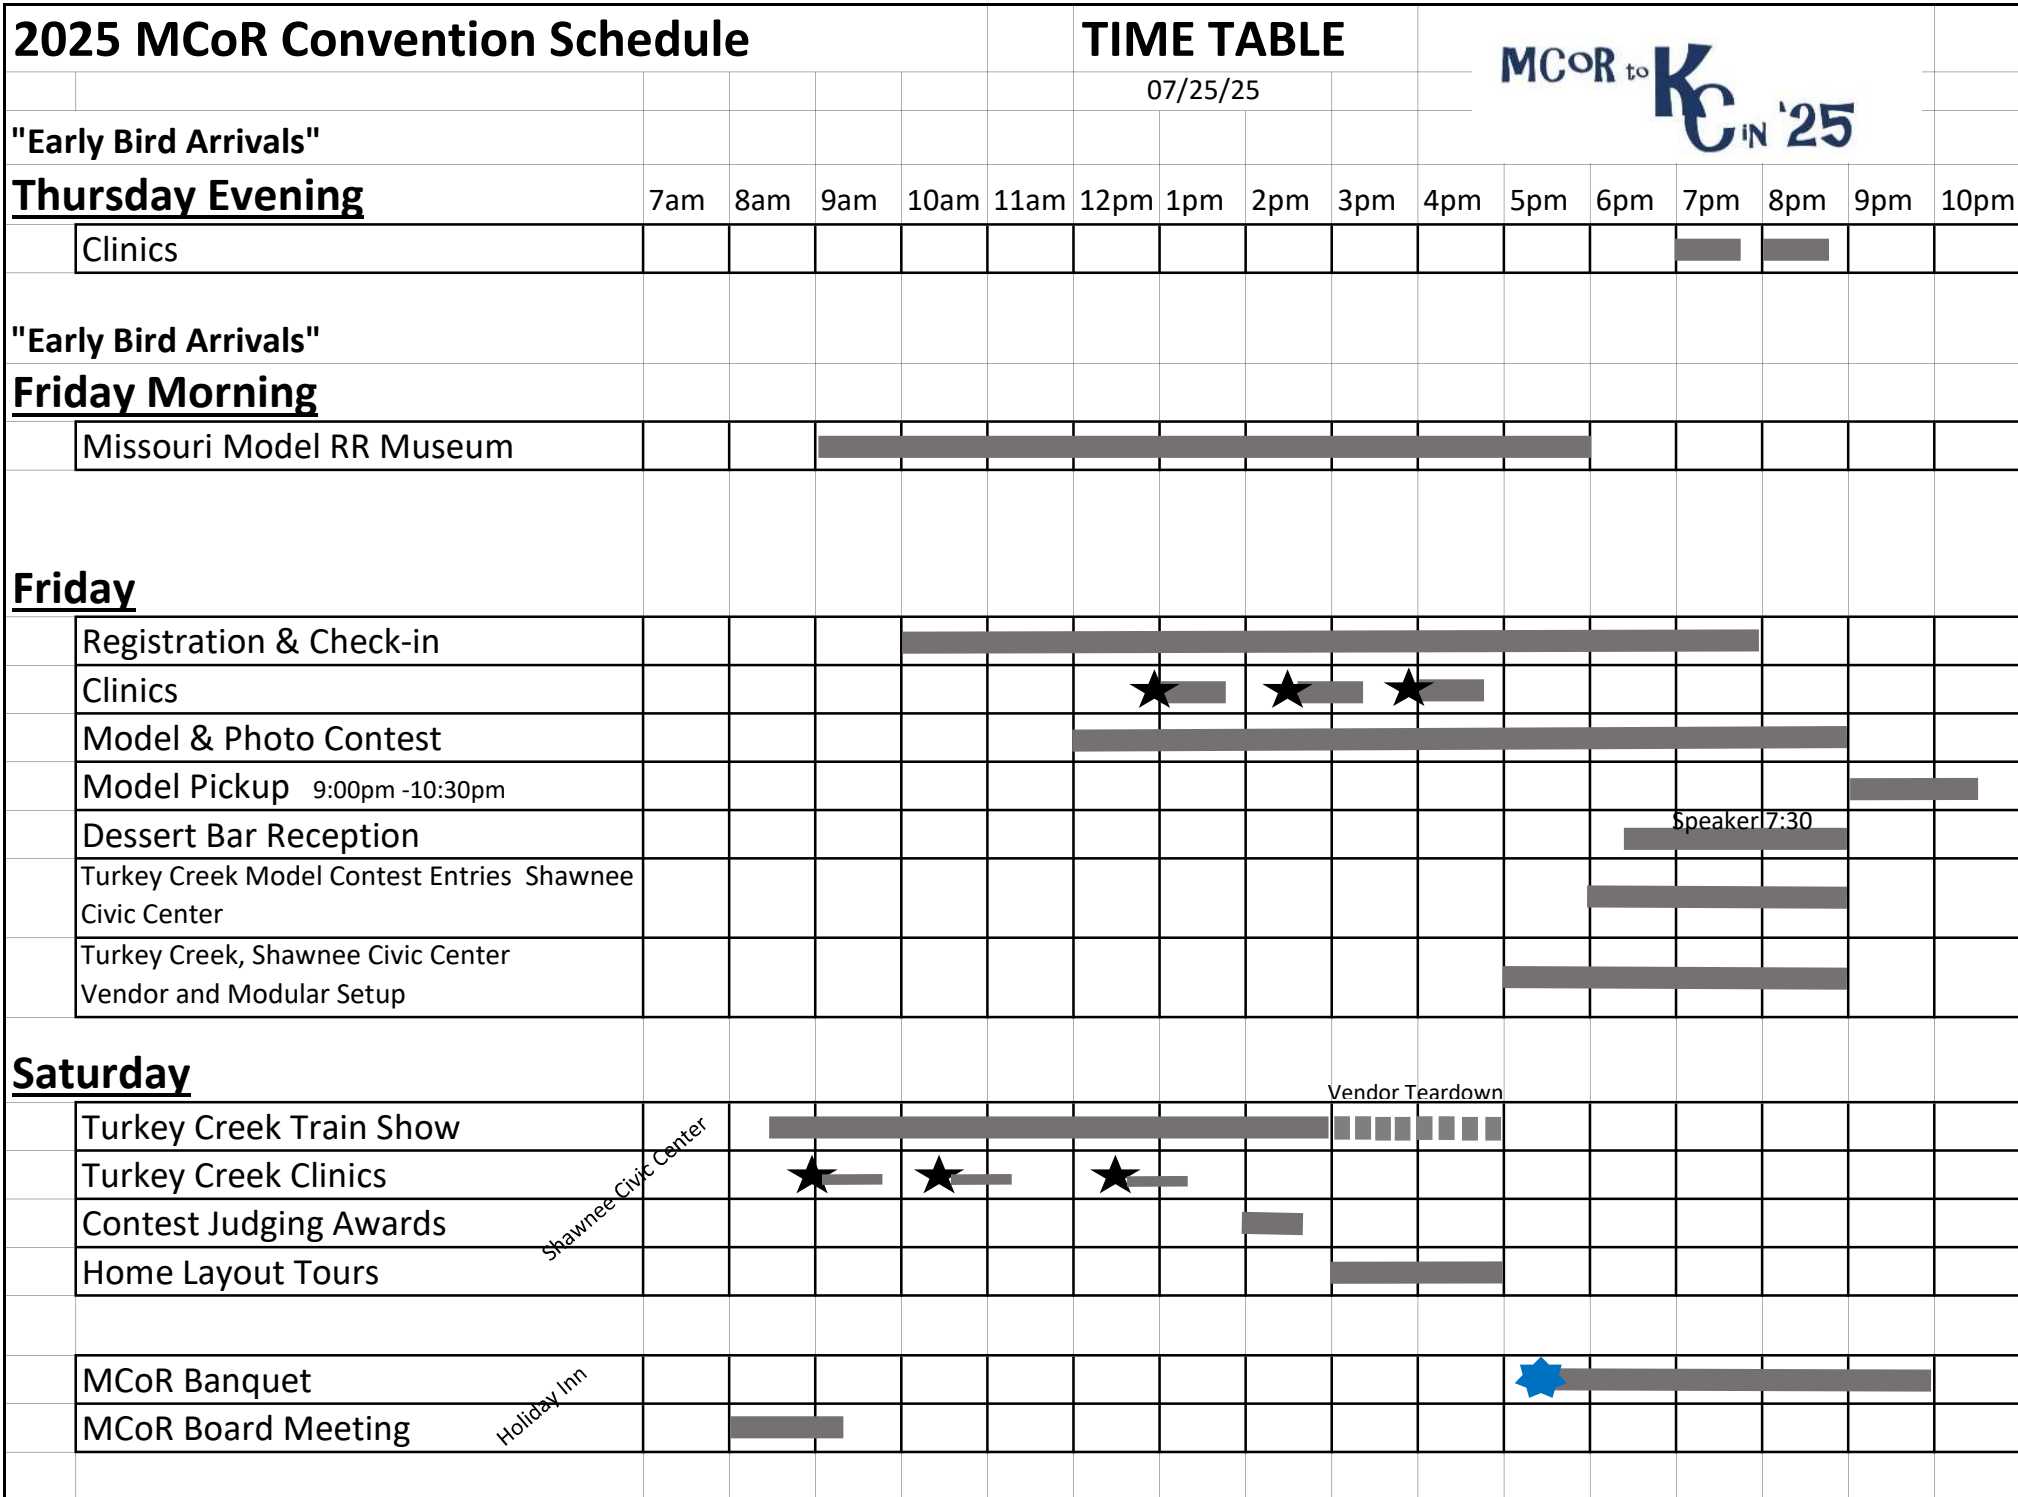 2025 MCoR Convention Schedule TIME TABLE
MCoR to KC iN '25
07/25/25
"Early Bird Arrivals"
Thursday Evening 7am 8am 9am 10am 11am 12pm 1pm 2pm 3pm 4pm 5pm 6pm 7pm 8pm 9pm 10pm
Clinics
"Early Bird Arrivals"
Friday Morning
Missouri Model RR Museum
Friday
Registration & Check-in
Clinics
Model & Photo Contest
Model Pickup 9:00pm -10:30pm
Speaker 7:30
Dessert Bar Reception
Turkey Creek Model Contest Entries Shawnee
Civic Center
Turkey Creek, Shawnee Civic Center
Vendor and Modular Setup
Saturday
Vendor Teardown
Turkey Creek Train Show
Turkey Creek Clinics
Shawnee Civic Center
Contest Judging Awards
Home Layout Tours
MCoR Banquet
Holiday Inn
MCoR Board Meeting